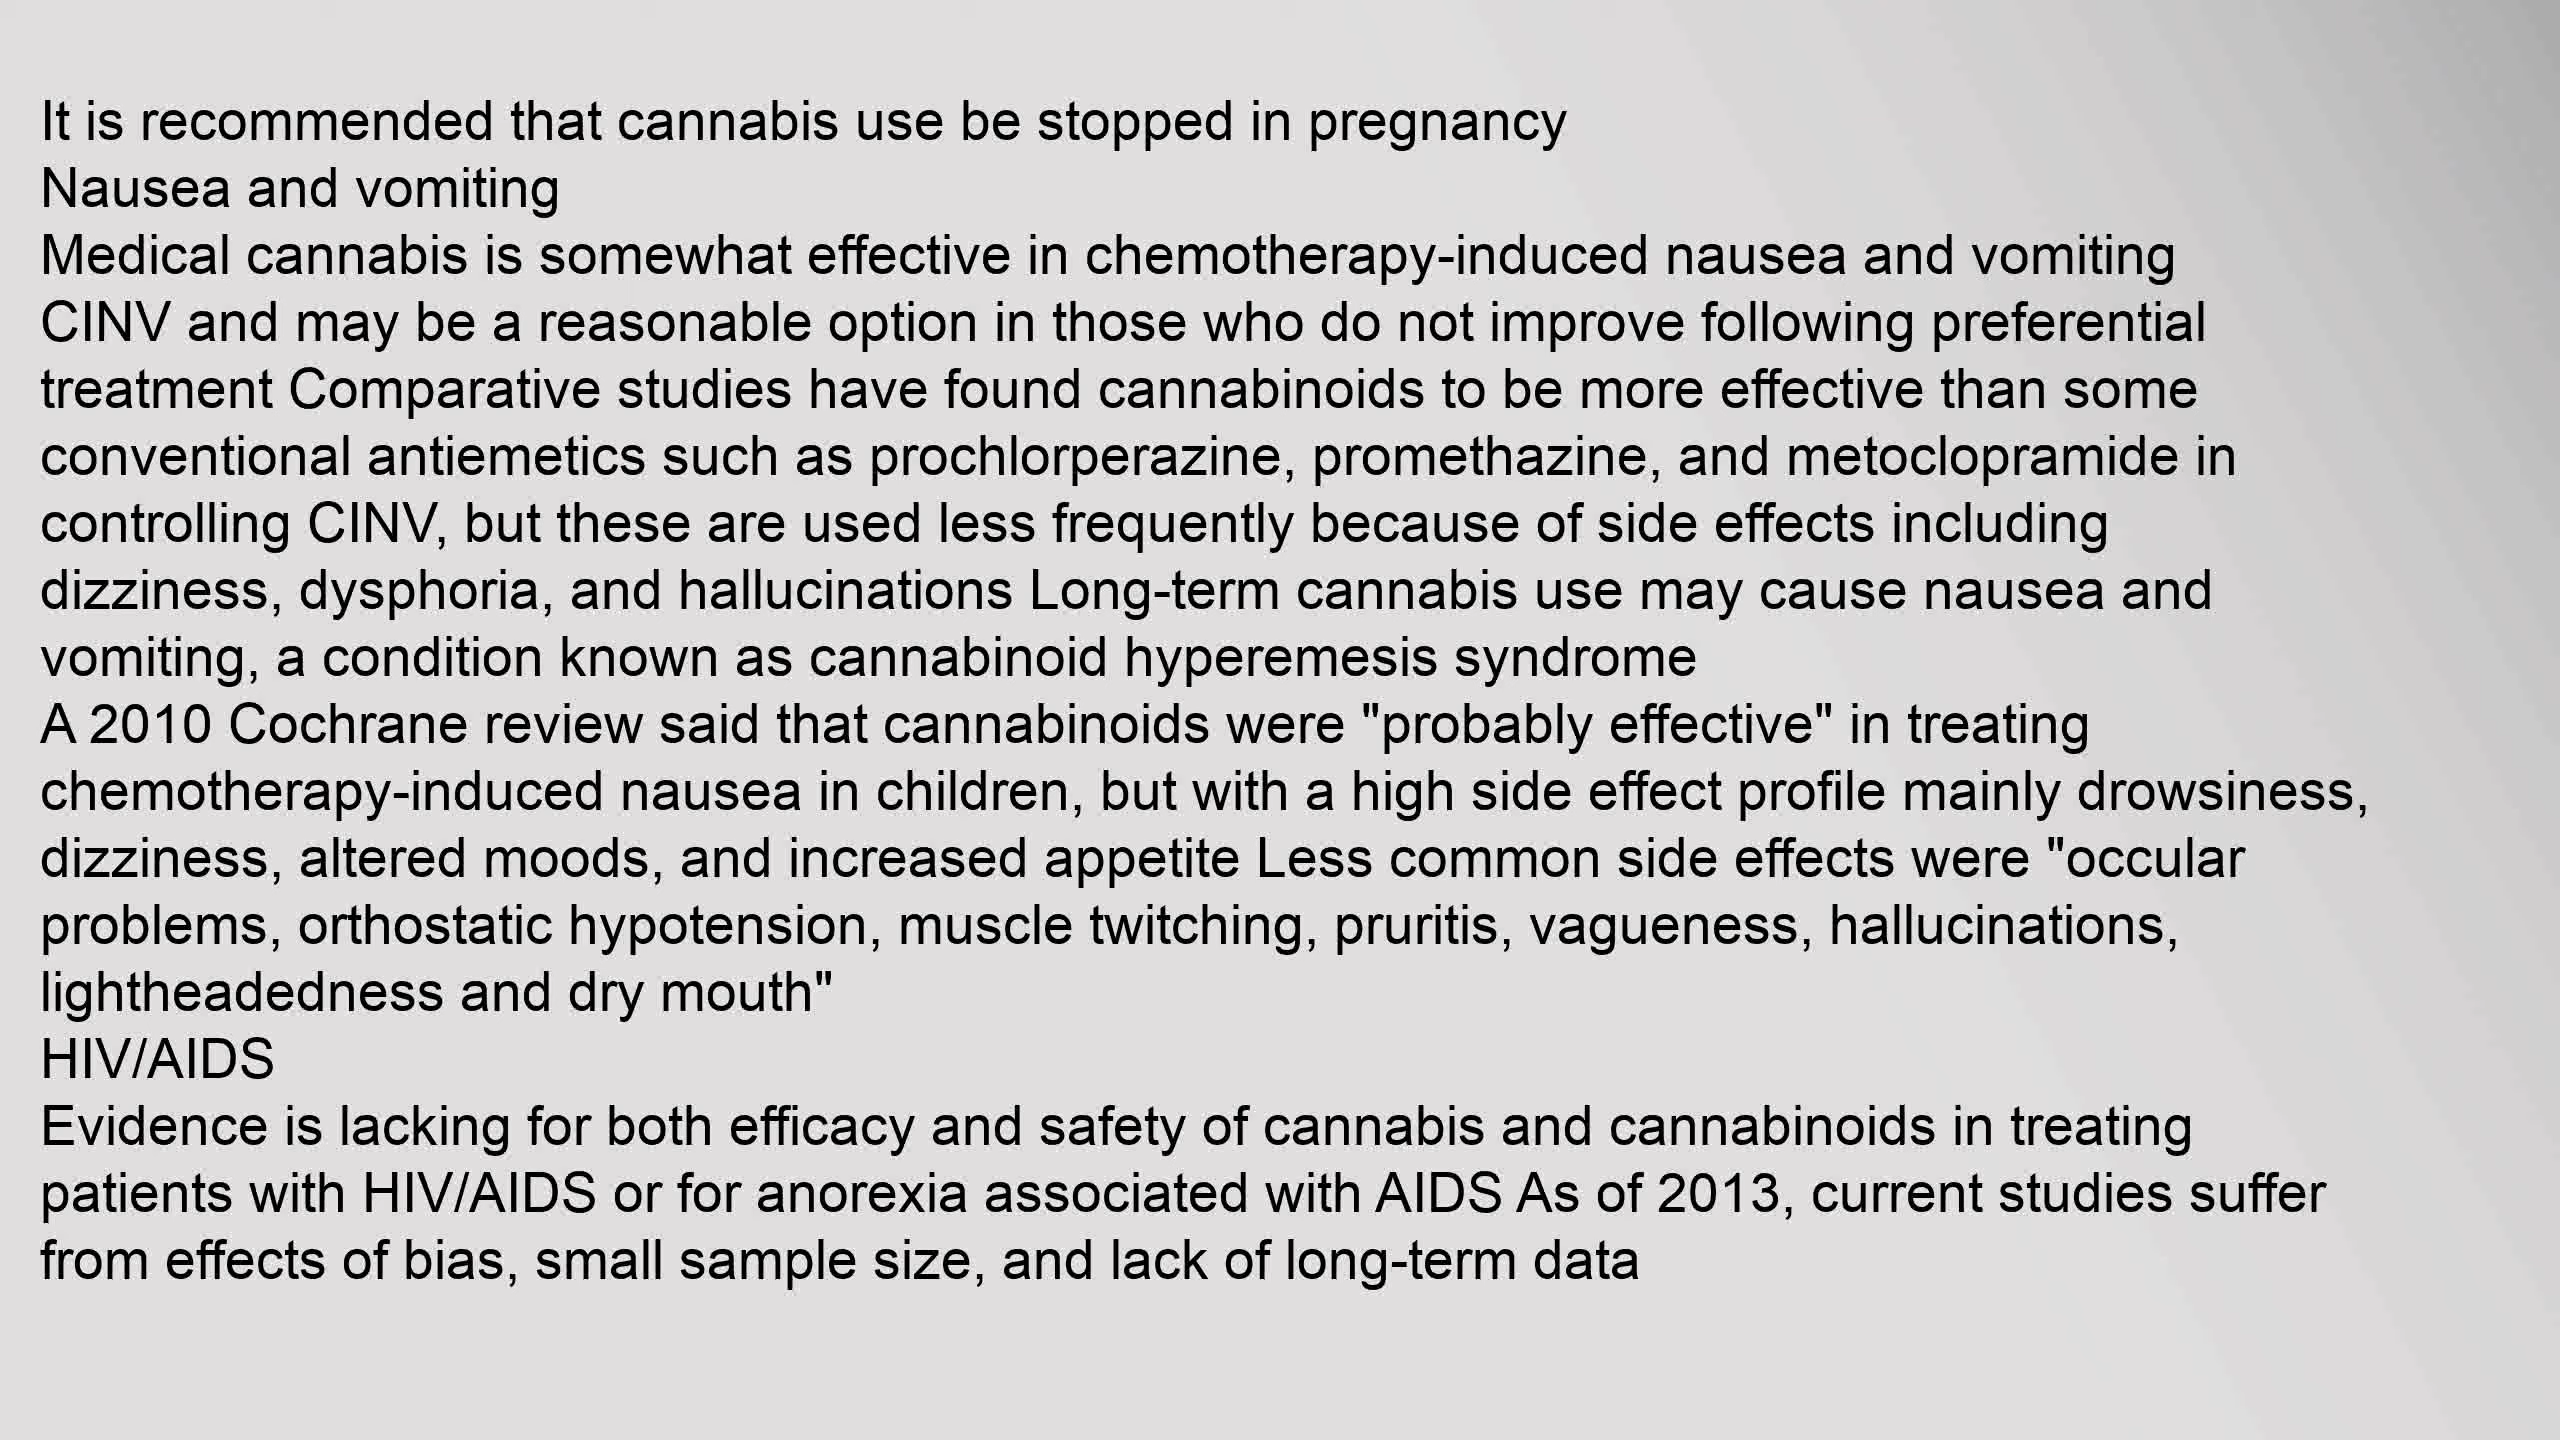 It is recommended that cannabis use be stopped in pregnancy
Nausea and vomiting
Medical cannabis is somewhat effective in chemotherapy-induced nausea and vomiting
CINV and may be a reasonable option in those who do not improve following preferential
treatment Comparative studies have found cannabinoids to be more effective than some
conventional antiemetics such as prochlorperazine, promethazine, and metoclopramide in
controlling CINV, but these are used less frequently because of side effects including
dizziness, dysphoria, and hallucinations Long-term cannabis use may cause nausea and
vomiting, a condition known as cannabinoid hyperemesis syndrome
A 2010 Cochrane review said that cannabinoids were "probably effective" in treating
chemotherapy-induced nausea in children, but with a high side effect profile mainly drowsiness,
dizziness, altered moods, and increased appetite Less common side effects were "occular
problems, orthostatic hypotension, muscle twitching, pruritis, vagueness, hallucinations,
lightheadedness and dry mouth"
HIV/AIDS
Evidence is lacking for both efficacy and safety of cannabis and cannabinoids in treating
patients with HIV/AIDS or for anorexia associated with AIDS As of 2013, current studies suffer
from effects of bias, small sample size, and lack of long-term data